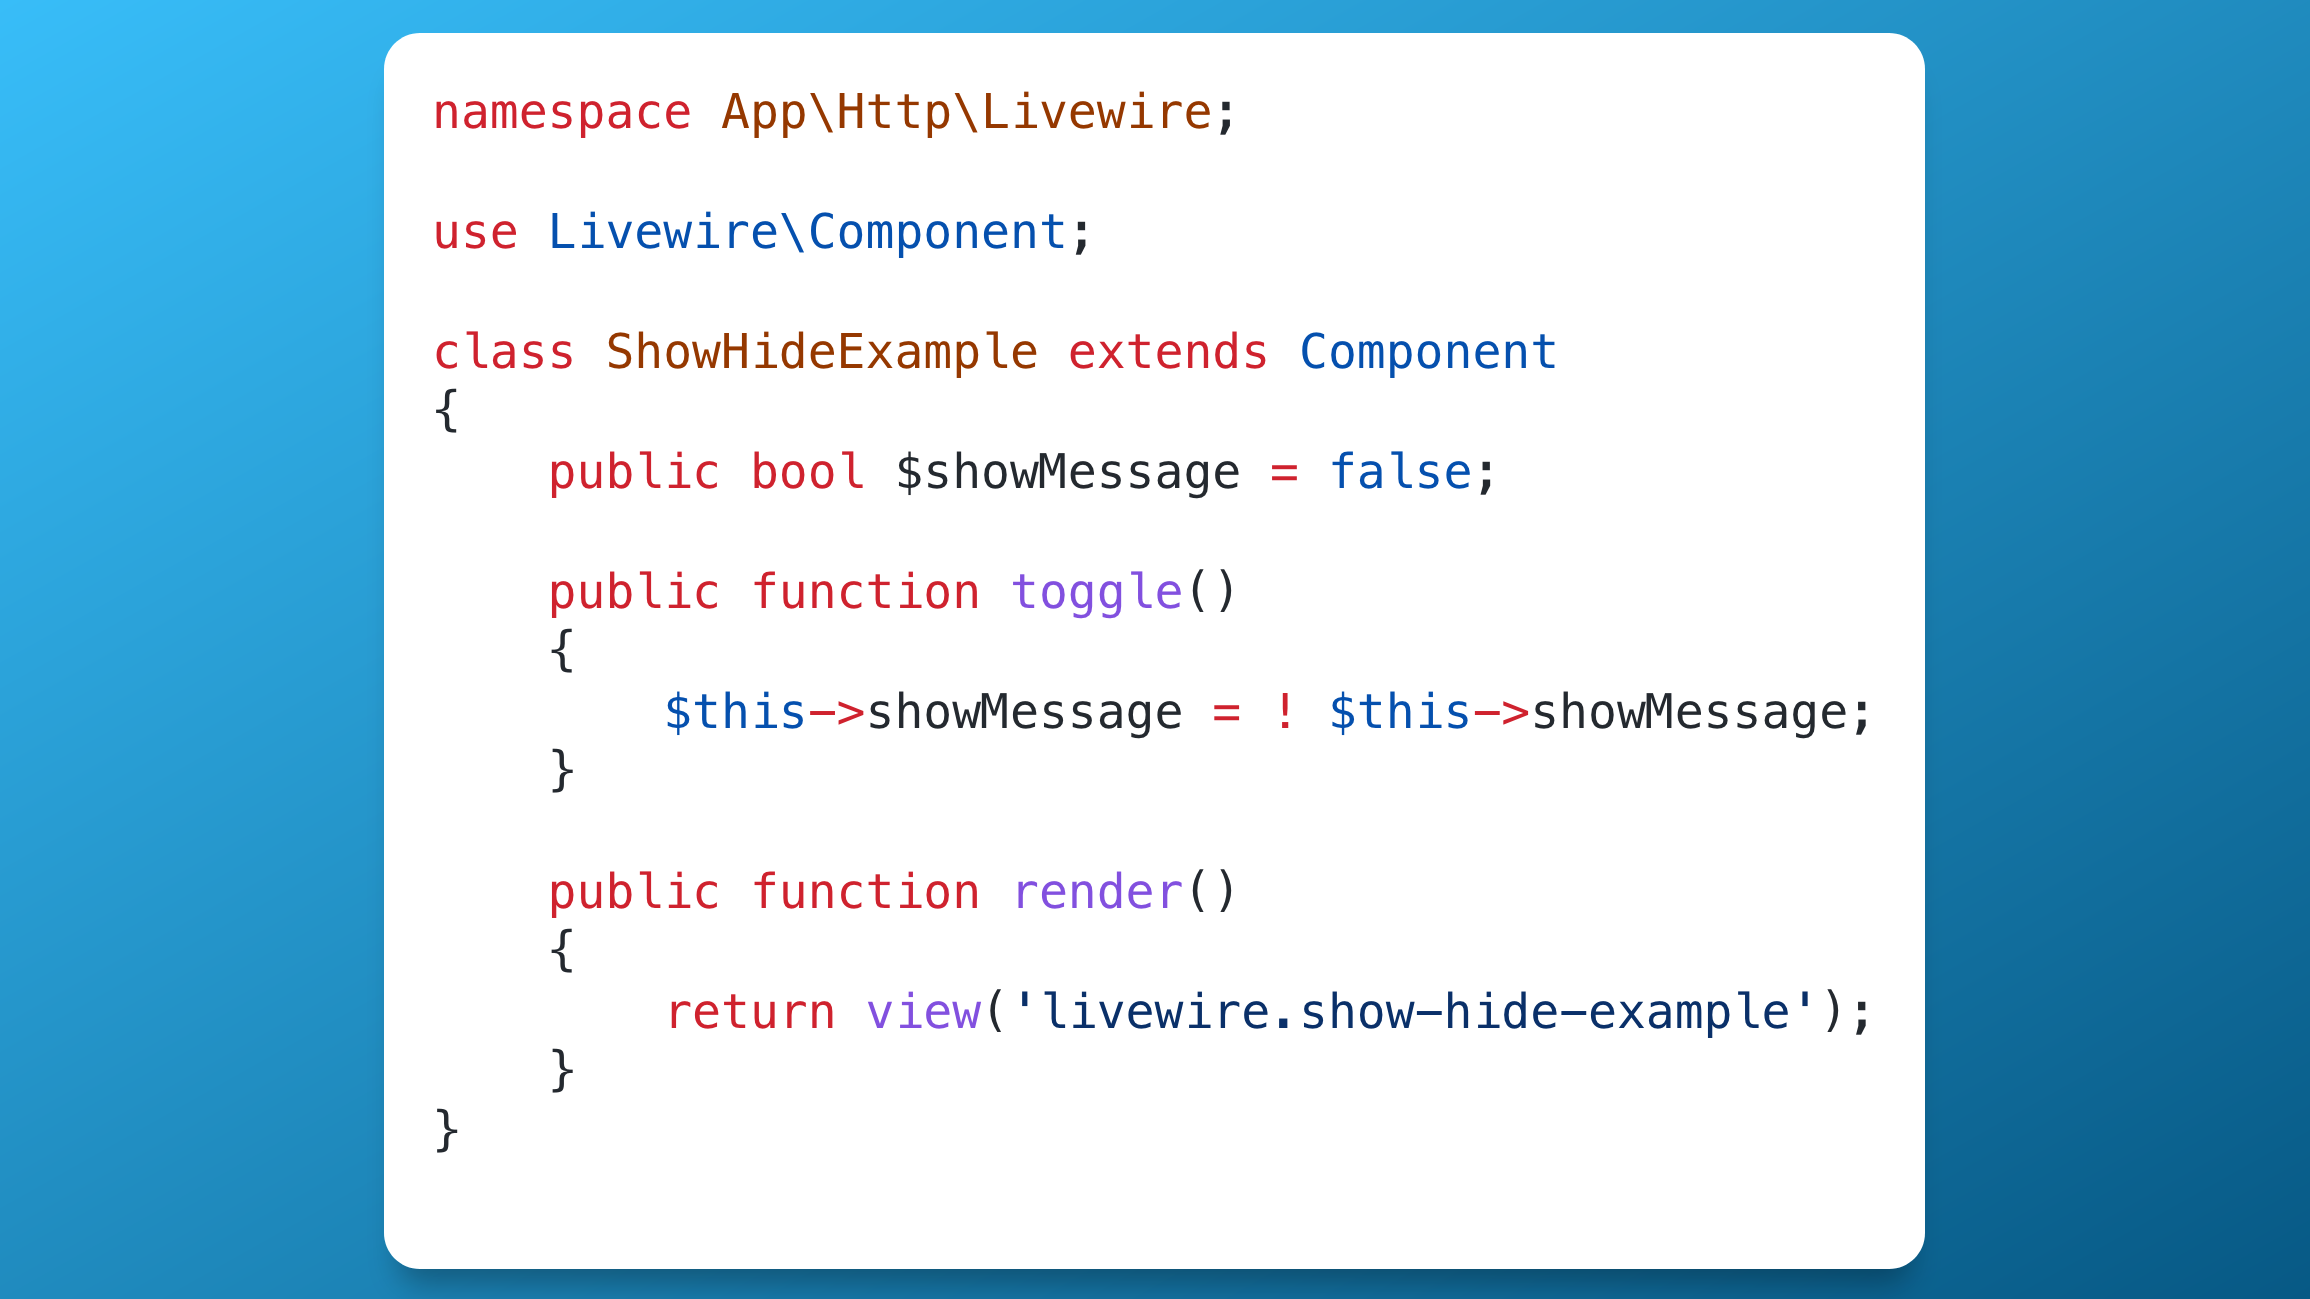 namespace App\Http\Livewire;

use Livewire\Component;

class ShowHideExample extends Component
{
    public bool $showMessage = false;

    public function toggle()
    {
        $this->showMessage = ! $this->showMessage;
    }

    public function render()
    {
        return view('livewire.show-hide-example');
    }
}